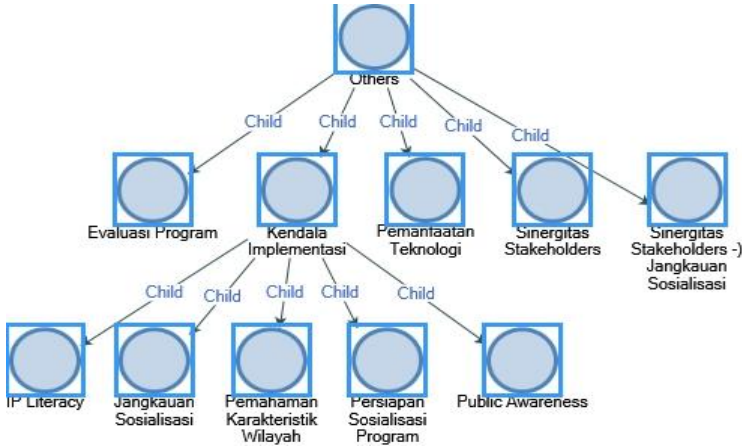 Others
Child Child Child Child Child
Evaluasi Program
Kendala
Implementasi
Pemanfaatan
Teknologi
Sinergitas
Stakeholders
Sinergitas
Stakeholders -)
Jangkauan
Sosialisasi
Child Child Child Child Child
IP Literacy
Jangkauan
Sosialisasi
Pemahaman
Karakteristik
Wilayah
Persiapan
Sosialisasi
Program
Public Awareness